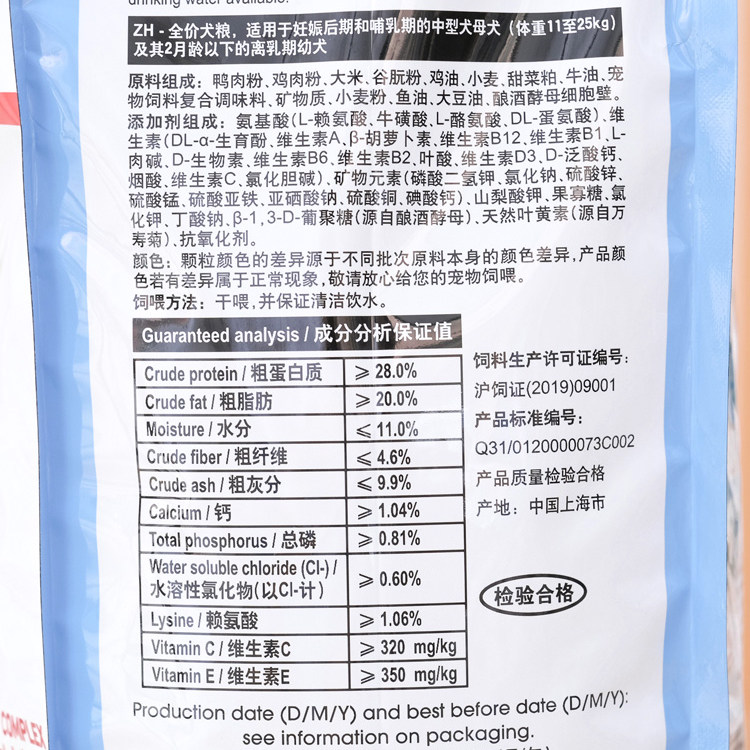 drinking water available.
ZH - 全价犬粮，适用于妊娠后期和哺乳期的中型犬母犬（体重11至25kg）
及其2月龄以下的离乳期幼犬
原料组成：鸭肉粉、鸡肉粉、大米、谷朊粉、鸡油、小麦、甜菜粕、牛油、宠
物饲料复合调味料、矿物质、小麦粉、鱼油、大豆油、酿酒酵母细胞壁。
添加剂组成：氨基酸(L-赖氨酸、牛磺酸、L-酪氨酸、DL-蛋氨酸)、维
生素(DL-α-生育酚、维生素A、β-胡萝卜素、维生素B12、维生素B1、L-
肉碱、D-生物素、维生素B6、维生素B2、叶酸、维生素D3、D-泛酸钙、
烟酸、维生素C、氯化胆碱)、矿物元素(磷酸二氢钾、氯化钠、硫酸锌、
硫酸锰、硫酸亚铁、亚硒酸钠、硫酸铜、碘酸钙)、山梨酸钾、果寡糖、氯
化钾、丁酸钠、β-1,3-D-葡聚糖(源自酿酒酵母)、天然叶黄素(源自万
寿菊)、抗氧化剂。
颜色：颗粒颜色的差异源于不同批次原料本身的颜色差异，产品颜
色若有差异属于正常现象，敬请放心给您的宠物饲喂。
饲喂方法：干喂，并保证清洁饮水。
Guaranteed analysis / 成分分析保证值
Crude protein / 粗蛋白质 ≥ 28.0%
Crude fat / 粗脂肪 ≥ 20.0%
Moisture / 水分 ≤ 11.0%
Crude fiber / 粗纤维 ≤ 4.6%
Crude ash / 粗灰分 ≤ 9.9%
Calcium / 钙 ≥ 1.04%
Total phosphorus / 总磷 ≥ 0.81%
Water soluble chloride (Cl-) /
水溶性氯化物(以Cl-计) ≥ 0.60%
Lysine / 赖氨酸 ≥ 1.06%
Vitamin C / 维生素C ≥ 320 mg/kg
Vitamin E / 维生素E ≥ 350 mg/kg
饲料生产许可证编号：
沪饲证(2019)09001
产品标准编号：
Q31/0120000073C002
产品质量检验合格
产地：中国上海市
检验合格
Production date (D/M/Y) and best before date (D/M/Y):
see information on packaging.
COMPLEX